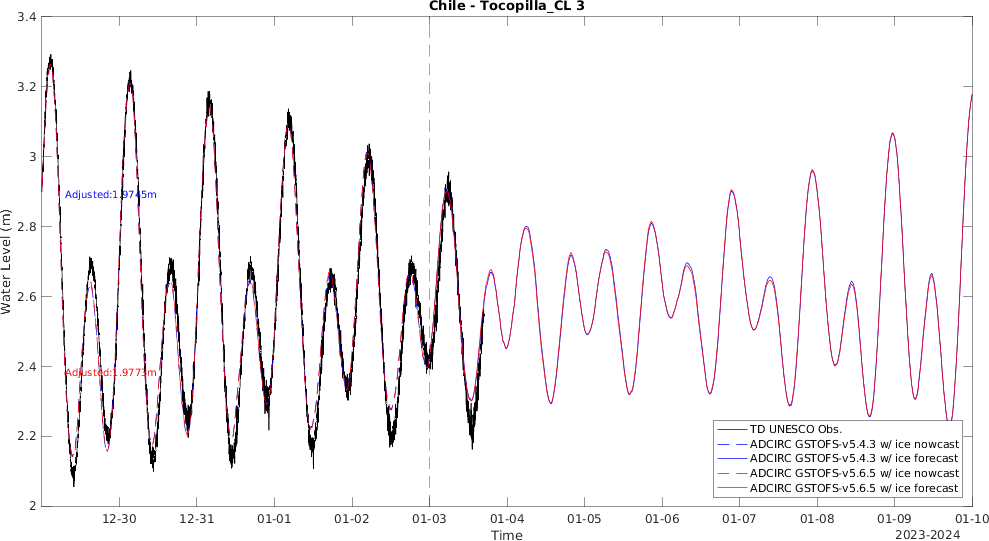 Chile - Tocopilla_CL 3
3.4
3.2
3
2.8
2.6
2.4
2.2
2
Water Level (m)
Adjusted:1.9745m
Adjusted:1.9773m
TD UNESCO Obs.
ADCIRC GSTOFS-v5.4.3 w/ ice nowcast
ADCIRC GSTOFS-v5.4.3 w/ ice forecast
ADCIRC GSTOFS-v5.6.5 w/ ice nowcast
ADCIRC GSTOFS-v5.6.5 w/ ice forecast
12-30 12-31 01-01 01-02 01-03 01-04 01-05 01-06 01-07 01-08 01-09 01-10
Time
2023-2024